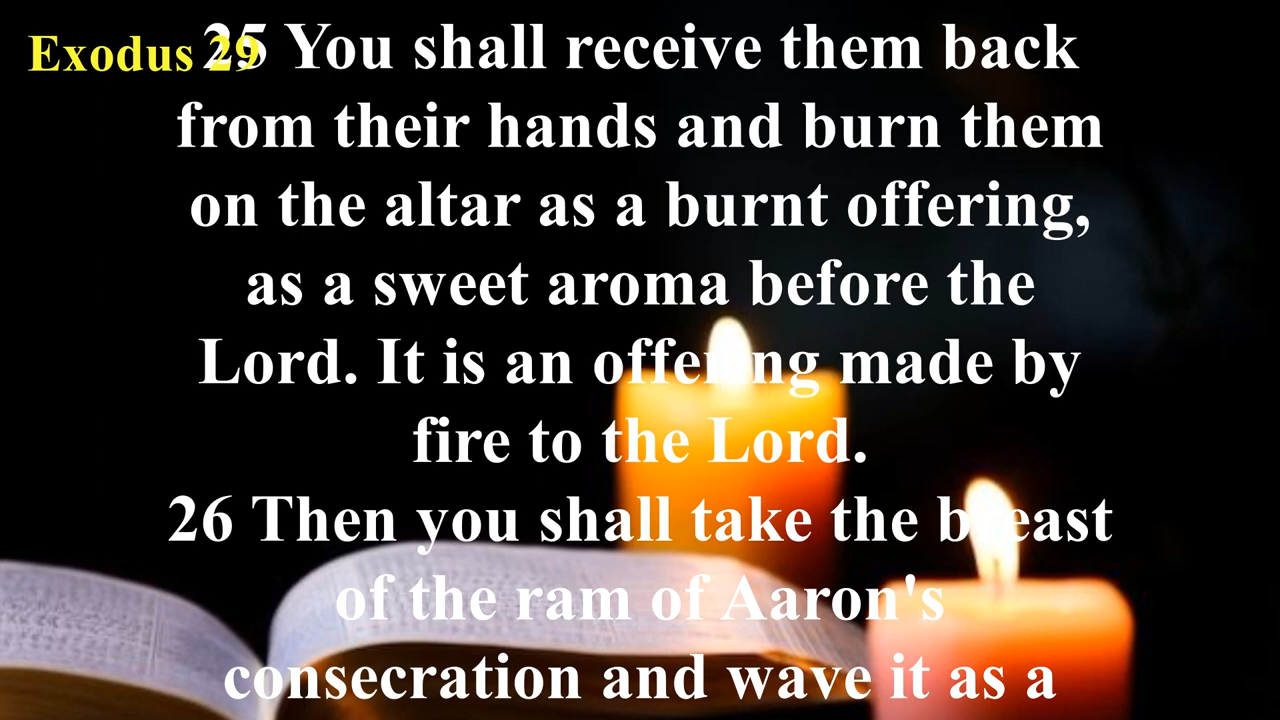 Exodus 29
25 You shall receive them back
from their hands and burn them
on the altar as a burnt offering,
as a sweet aroma before the
Lord. It is an offering made by
fire to the Lord.
26 Then you shall take the breast
of the ram of Aaron's
consecration and wave it as a